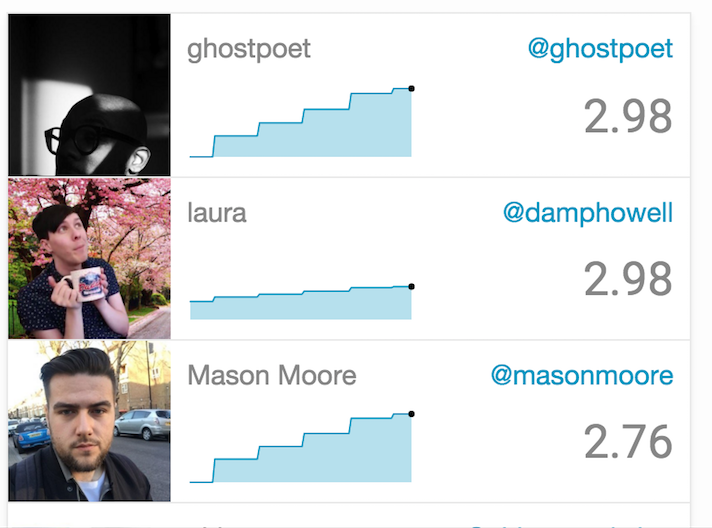 ghostpoet @ghostpoet
2.98
laura @damphowell
2.98
Mason Moore @masonmoore
2.76